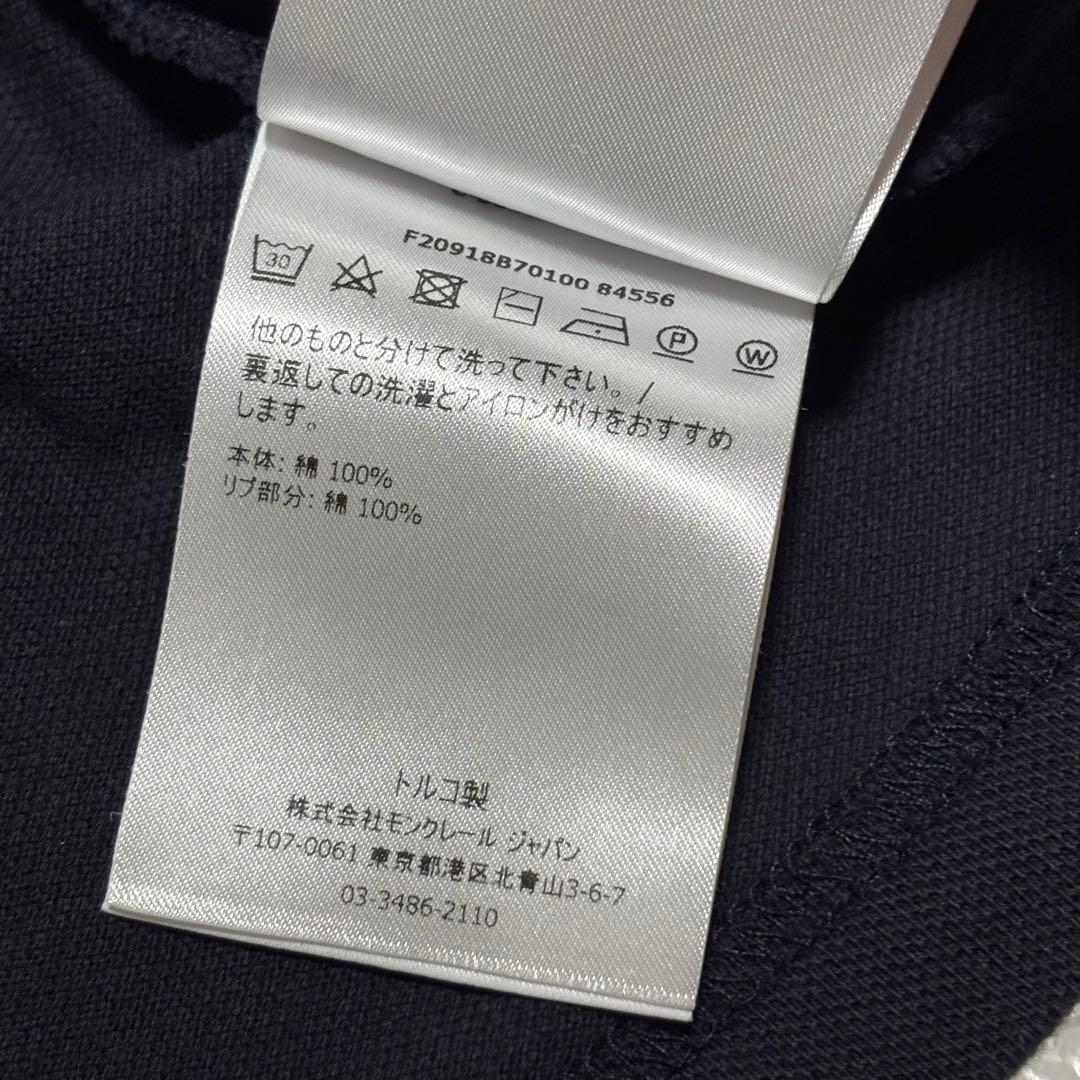 F20918B70100 84556
30
P
W
他のものと分けて洗って下さい。/
裏返しての洗濯とアイロンがけをおすすめ
します。
本体: 綿 100%
リブ部分: 綿 100%
トルコ製
株式会社モンクレール ジャパン
〒107-0061 東京都港区北青山3-6-7
03-3486-2110